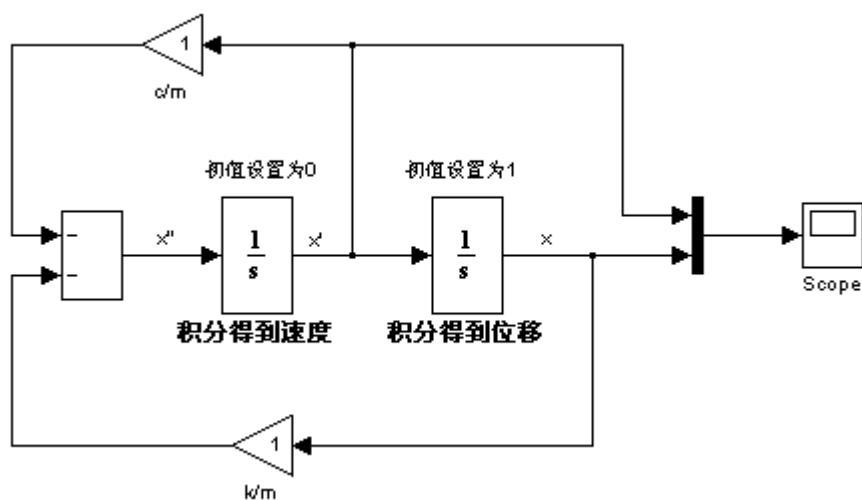 1
c/m
初值设置为0
初值设置为1
−
−
x''
1
s
x'
1
s
x
积分得到速度
积分得到位移
Scope
1
k/m